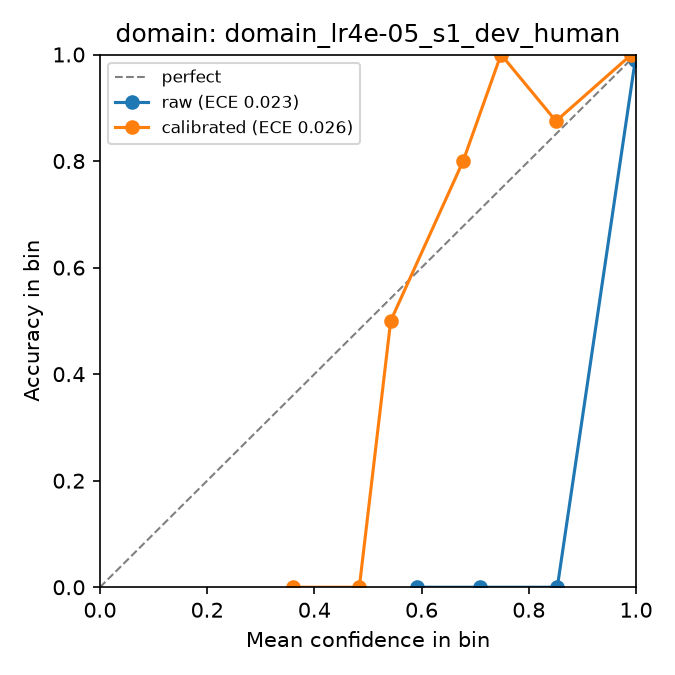 domain: domain_lr4e-05_s1_dev_human
perfect
raw (ECE 0.023)
calibrated (ECE 0.026)
Accuracy in bin
1.0
0.8
0.6
0.4
0.2
0.0
0.0 0.2 0.4 0.6 0.8 1.0
Mean confidence in bin